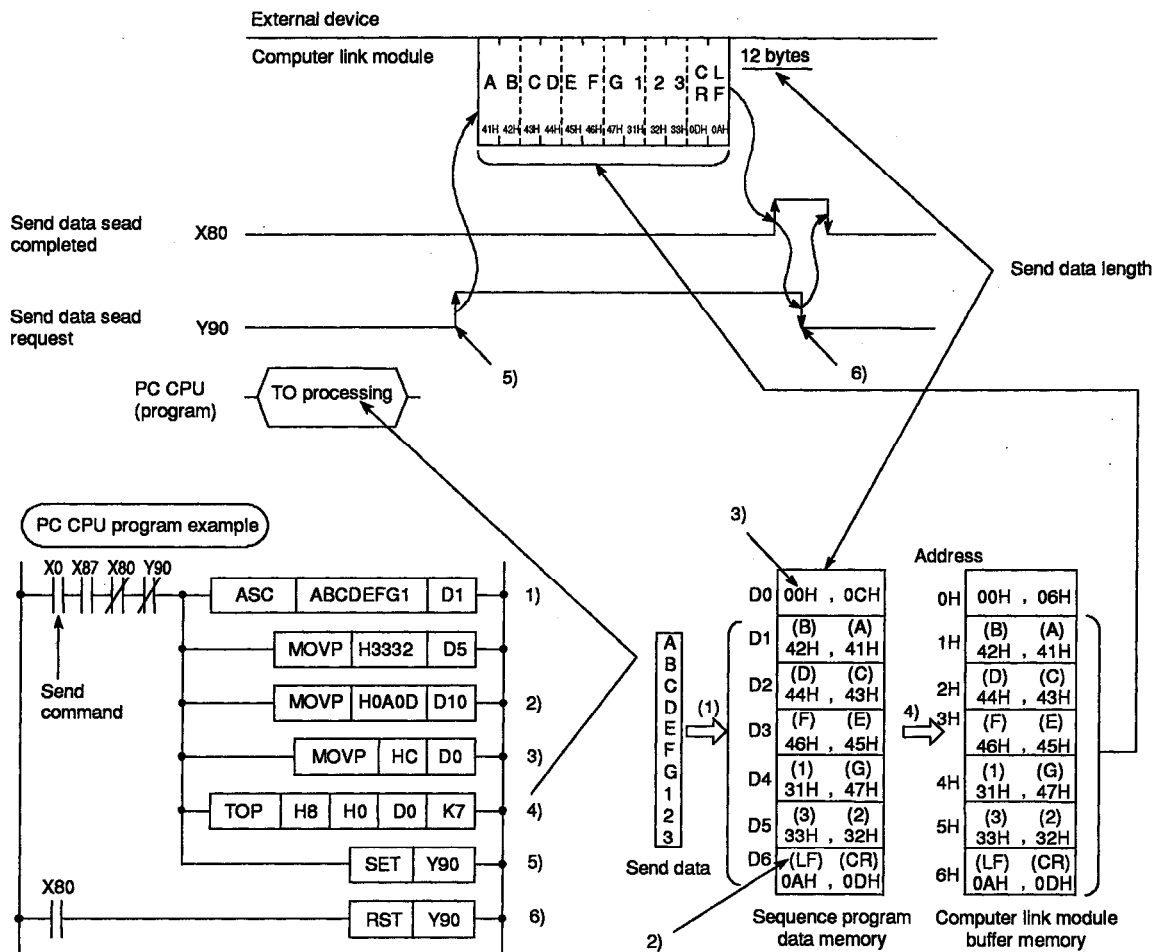 External device
Computer link module
12 bytes
A B C D E F G 1 2 3 CR LF
41H 42H 43H 44H 45H 46H 47H 31H 32H 33H 0DH 0AH
Send data sead completed
X80
Send data length
Send data sead request
Y90
5)
6)
PC CPU (program)
TO processing
PC CPU program example
X0 X87 X80 Y90
ASC ABCDEFG1 D1 1)
MOVP H3332 D5
Send command
MOVP H0A0D D10 2)
MOVP HC D0 3)
TOP H8 H0 D0 K7 4)
SET Y90 5)
X80
RST Y90 6)
A
B
C
D
E
F
G
1
2
3
Send data
(1)
3)
D0 00H , 0CH
D1 (B) (A)
42H , 41H
D2 (D) (C)
44H , 43H
D3 (F) (E)
46H , 45H
D4 (1) (G)
31H , 47H
D5 (3) (2)
33H , 32H
D6 (LF) (CR)
0AH , 0DH
2)
Sequence program
data memory
4)
Address
0H 00H , 06H
1H (B) (A)
42H , 41H
2H (D) (C)
44H , 43H
3H (F) (E)
46H , 45H
4H (1) (G)
31H , 47H
5H (3) (2)
33H , 32H
6H (LF) (CR)
0AH , 0DH
Computer link module
buffer memory